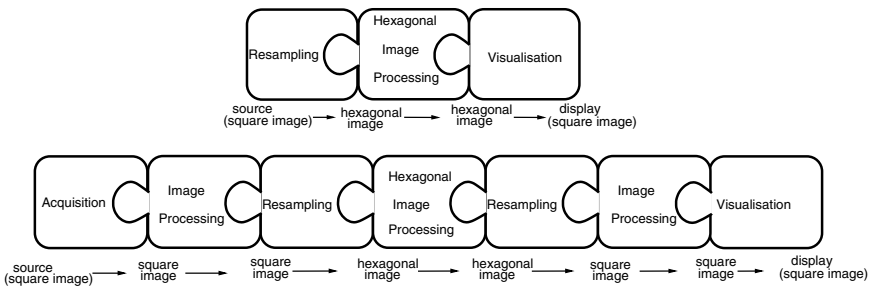 Hexagonal
Resampling
Image
Visualisation
Processing
source
(square image)
hexagonal
image
hexagonal
image
display
(square image)
Acquisition
Image
Processing
Resampling
Hexagonal
Image
Processing
Resampling
Image
Processing
Visualisation
source
(square image)
square
image
square
image
hexagonal
image
hexagonal
image
square
image
square
image
display
(square image)